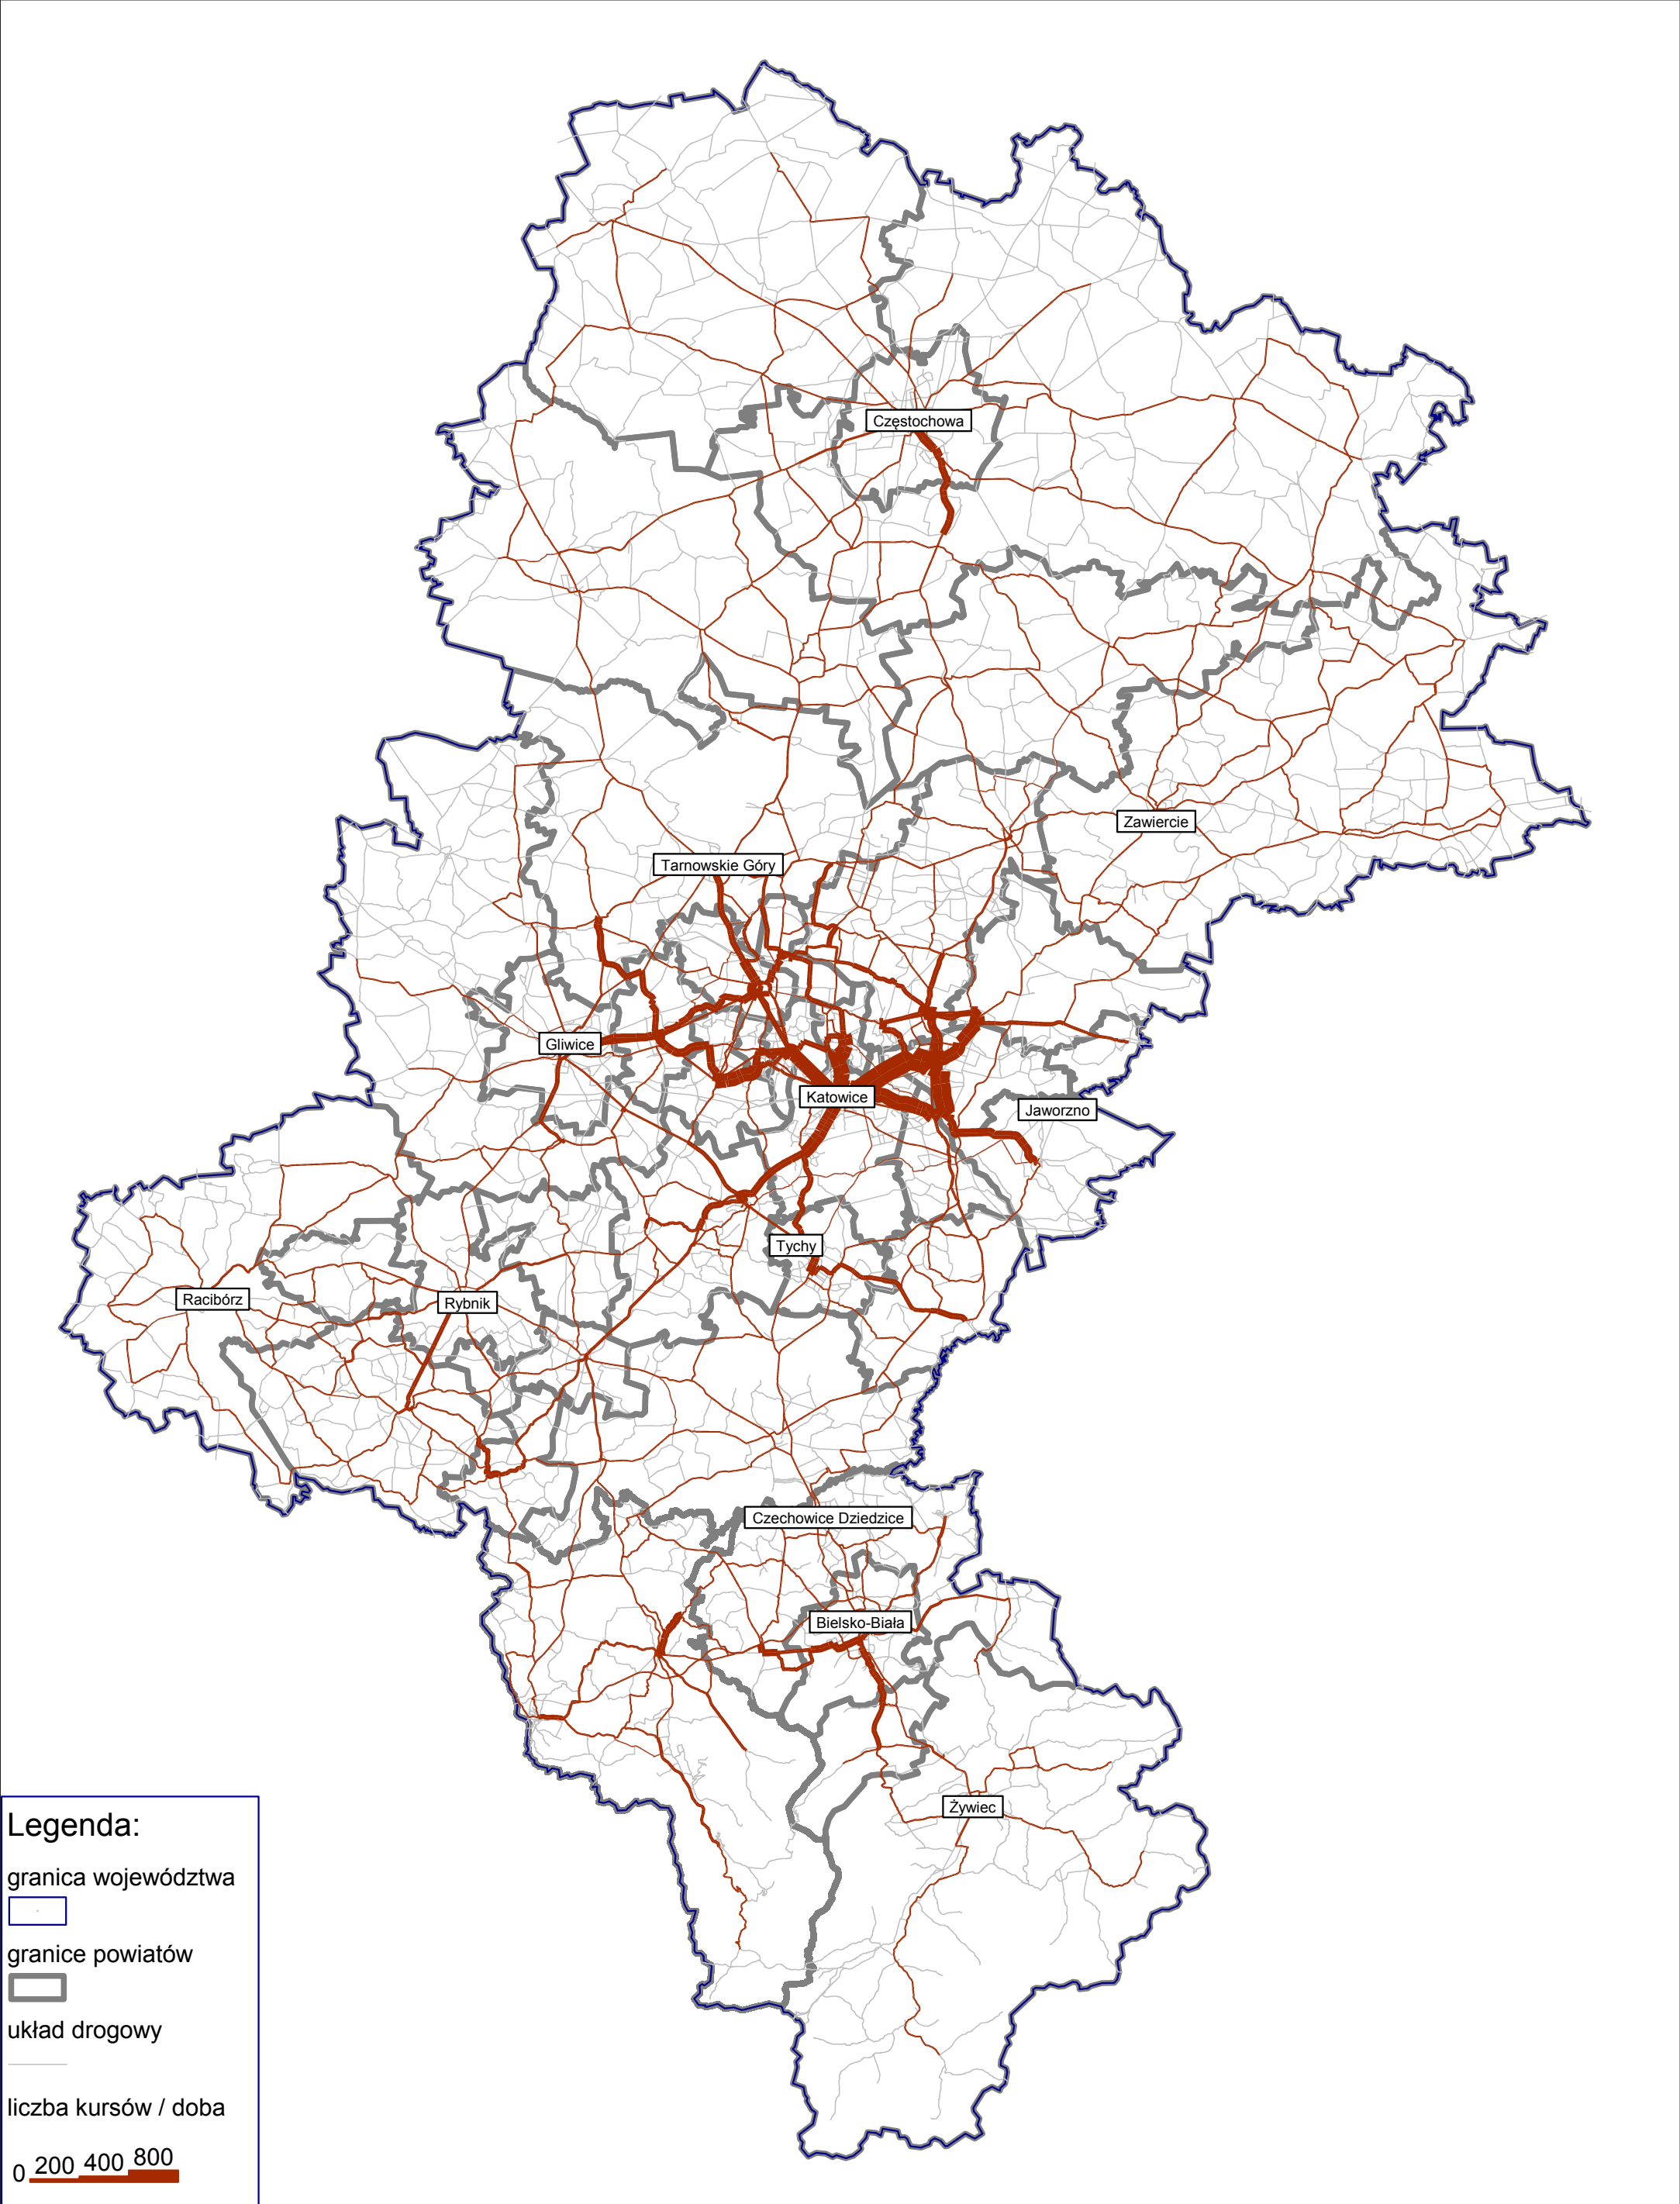 Częstochowa
Zawiercie
Tarnowskie Góry
Gliwice
Katowice
Jaworzno
Tychy
Racibórz
Rybnik
Czechowice Dziedzice
Bielsko-Biała
Żywiec
Legenda:
granica województwa
granice powiatów
układ drogowy
liczba kursów / doba
0 200 400 800